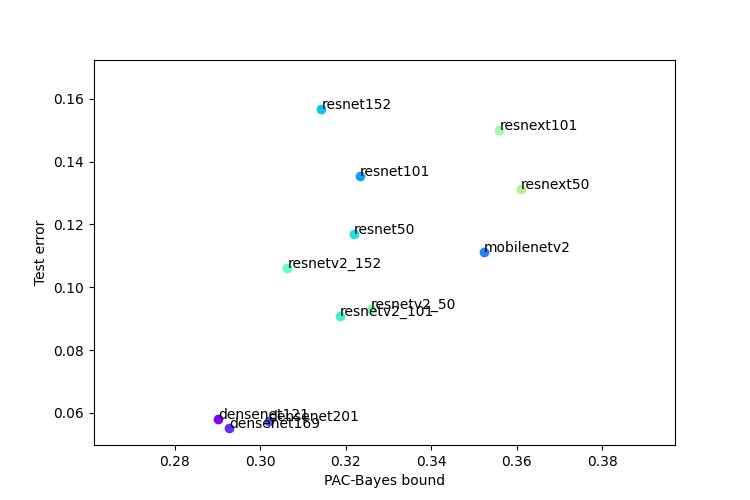 0.16
0.14
0.12
0.10
0.08
0.06
Test error
resnet152
resnext101
resnet101
resnext50
resnet50
mobilenetv2
resnetv2_152
resnetv2_50
resnetv2_101
densenet121
densenet201
densenet169
0.28 0.30 0.32 0.34 0.36 0.38
PAC-Bayes bound